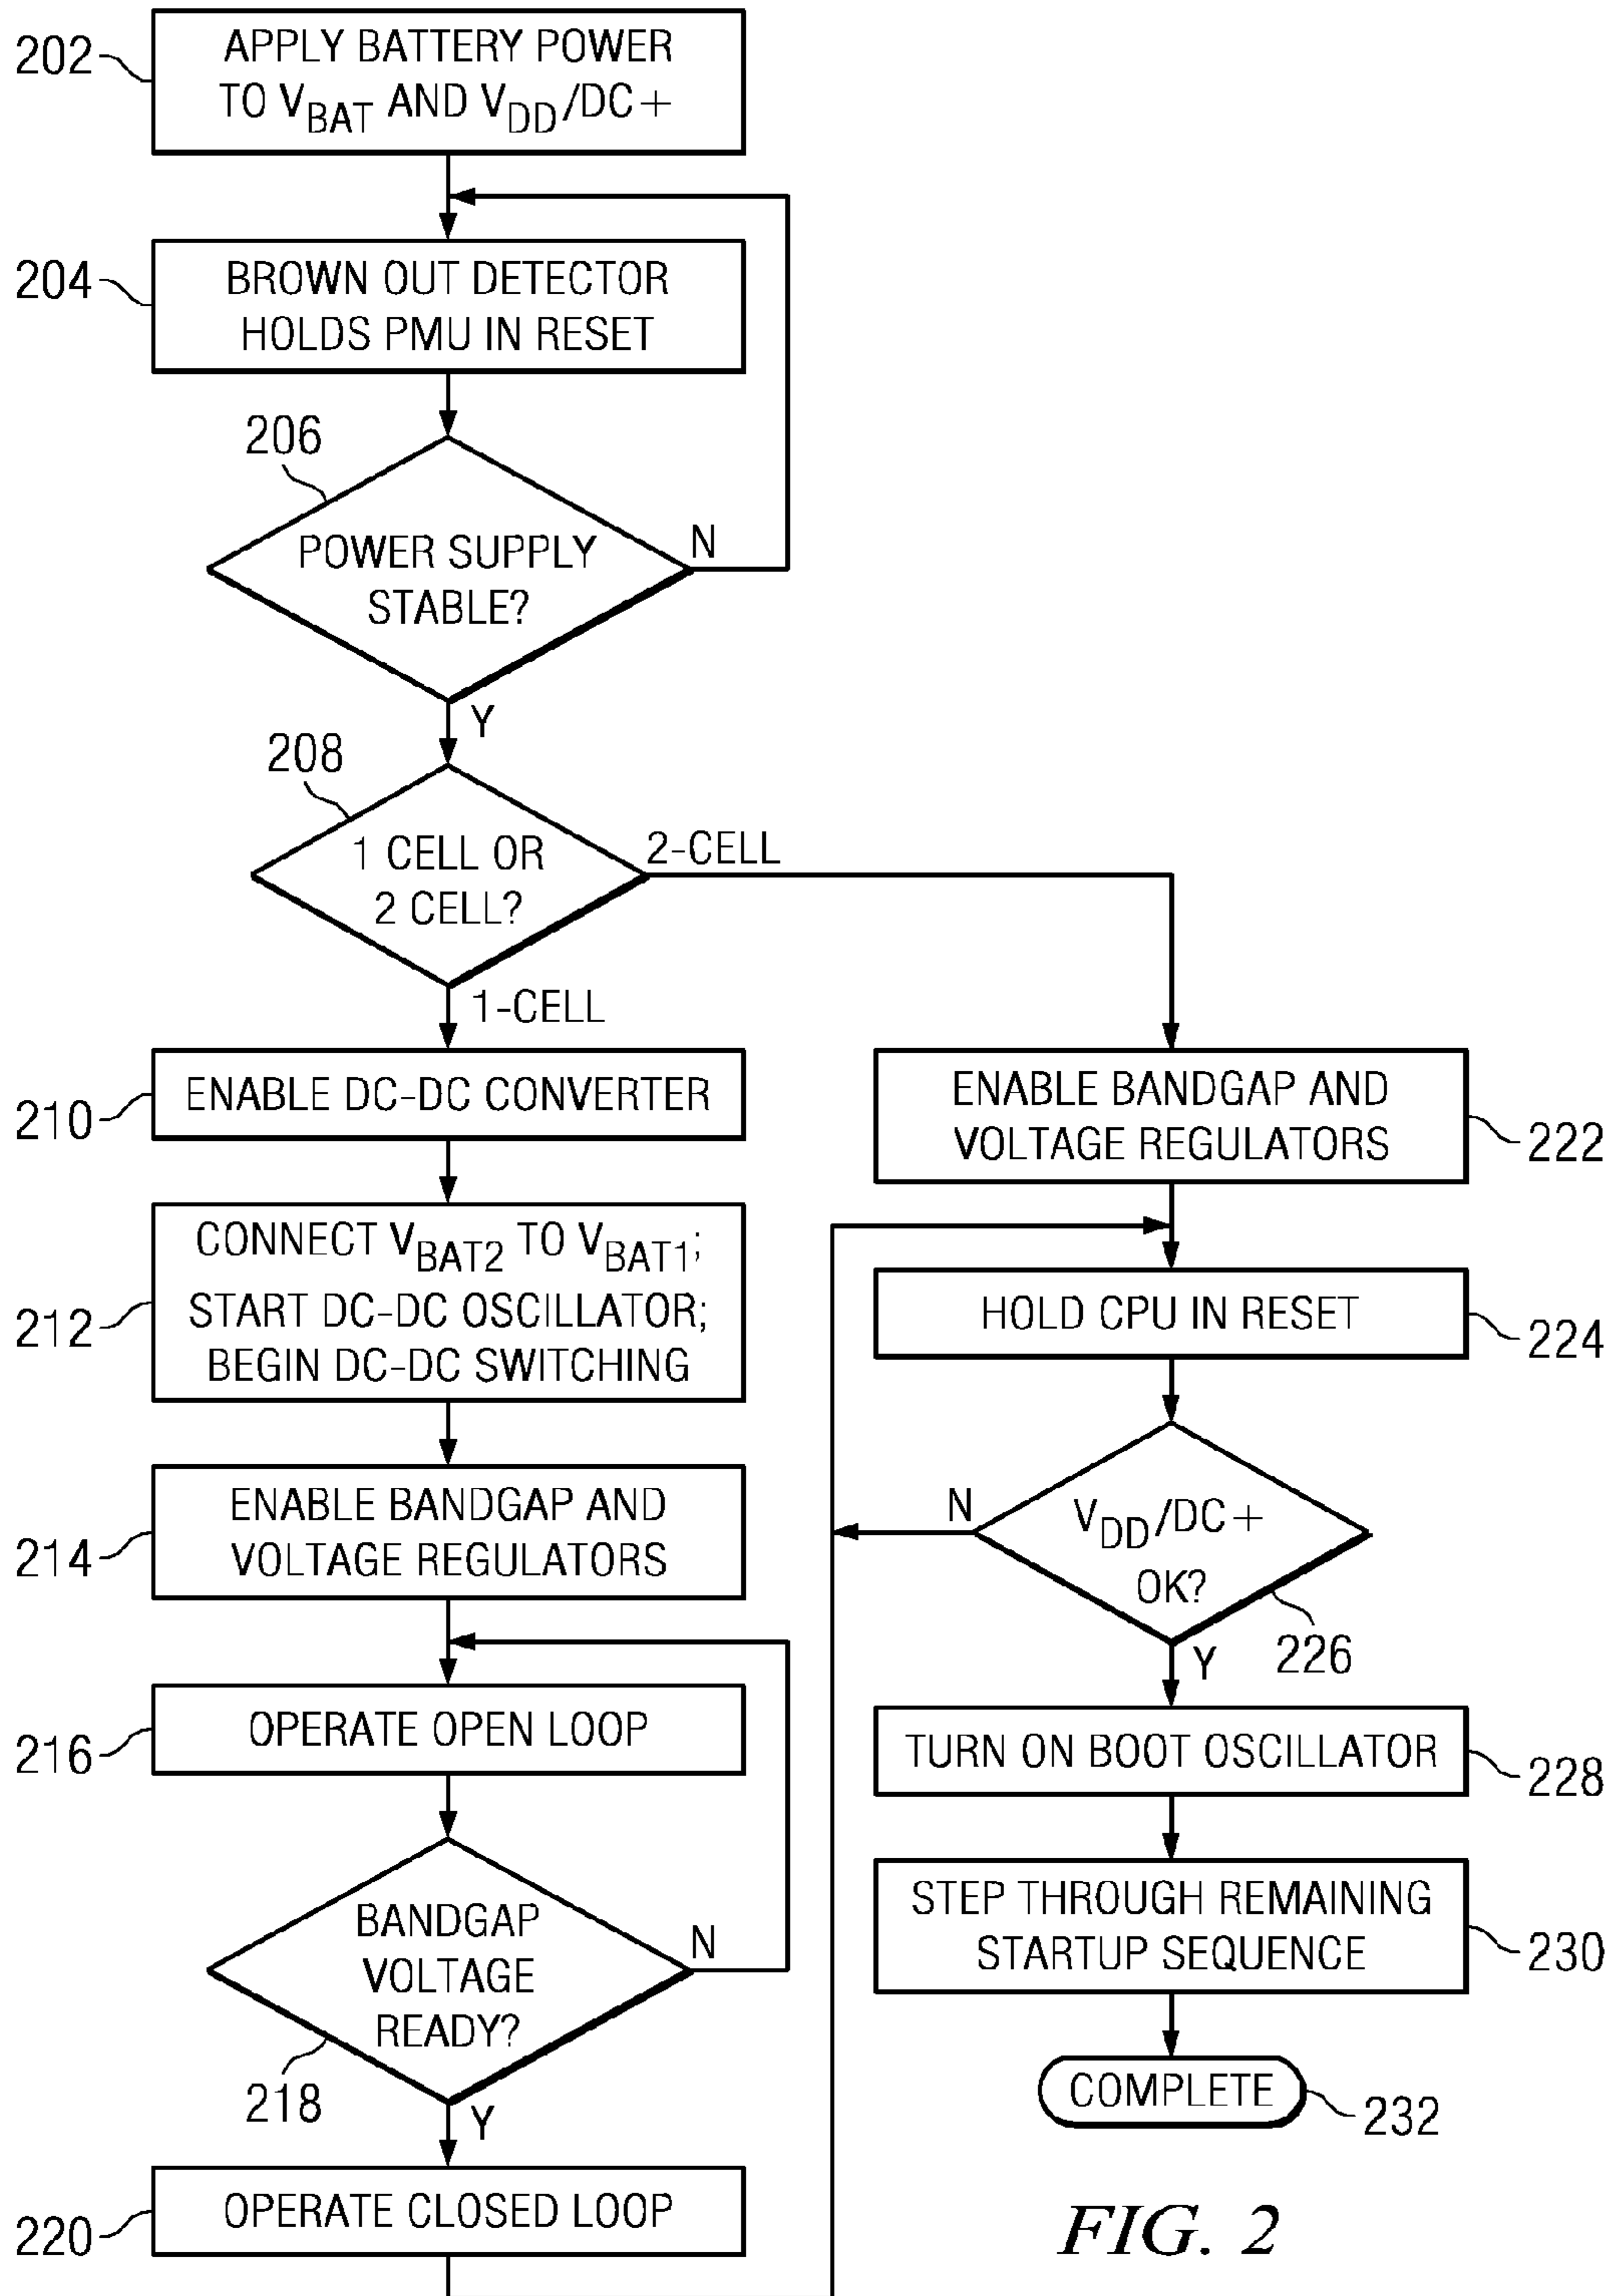 202
APPLY BATTERY POWER
TO VBAT AND VDD/DC+
204
BROWN OUT DETECTOR
HOLDS PMU IN RESET
206
POWER SUPPLY
STABLE?
N
Y
208
1 CELL OR
2 CELL?
2-CELL
1-CELL
210
ENABLE DC-DC CONVERTER
212
CONNECT VBAT2 TO VBAT1;
START DC-DC OSCILLATOR;
BEGIN DC-DC SWITCHING
214
ENABLE BANDGAP AND
VOLTAGE REGULATORS
216
OPERATE OPEN LOOP
BANDGAP
VOLTAGE
READY?
N
218
Y
220
OPERATE CLOSED LOOP
ENABLE BANDGAP AND
VOLTAGE REGULATORS
222
HOLD CPU IN RESET
224
N
VDD/DC+
OK?
226
Y
TURN ON BOOT OSCILLATOR
228
STEP THROUGH REMAINING
STARTUP SEQUENCE
230
COMPLETE
232
FIG. 2